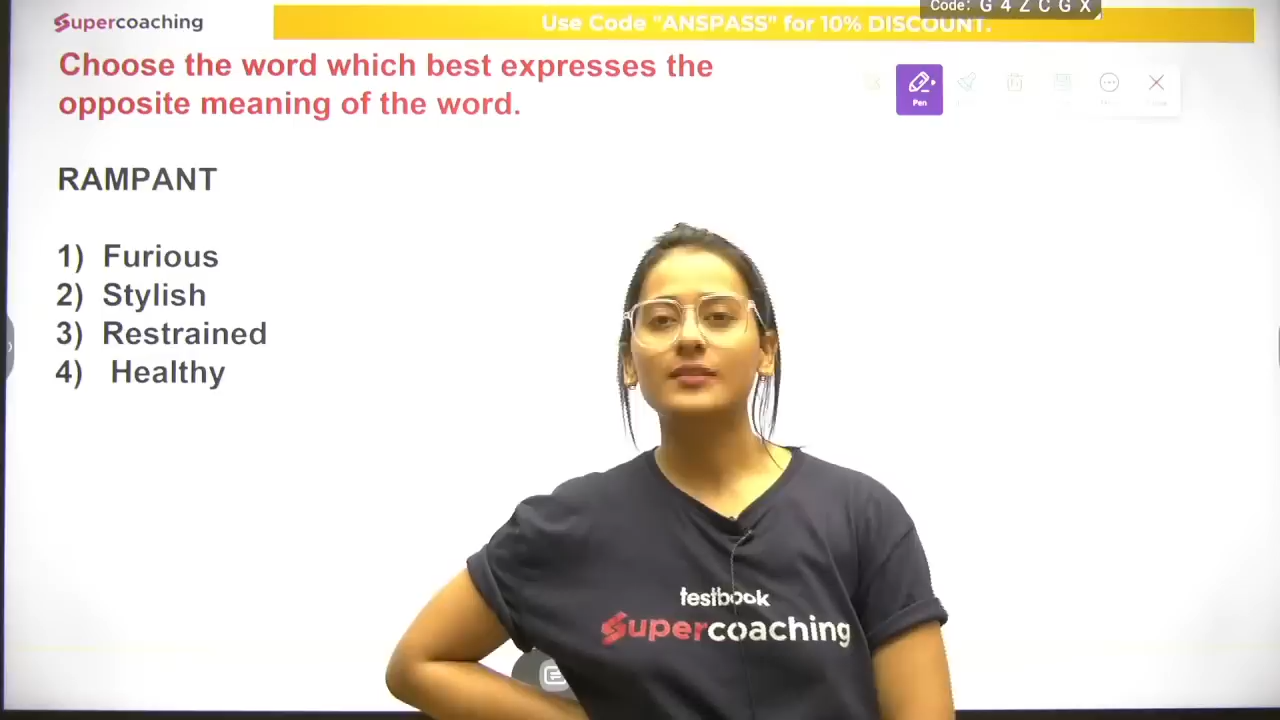 Supercoaching
Use Code "ANSPASS" for 10% DISCOUNT.
Code: G 4 Z C G X
Choose the word which best expresses the
opposite meaning of the word.
Pen
RAMPANT
1) Furious
2) Stylish
3) Restrained
4) Healthy
testbook
Supercoaching